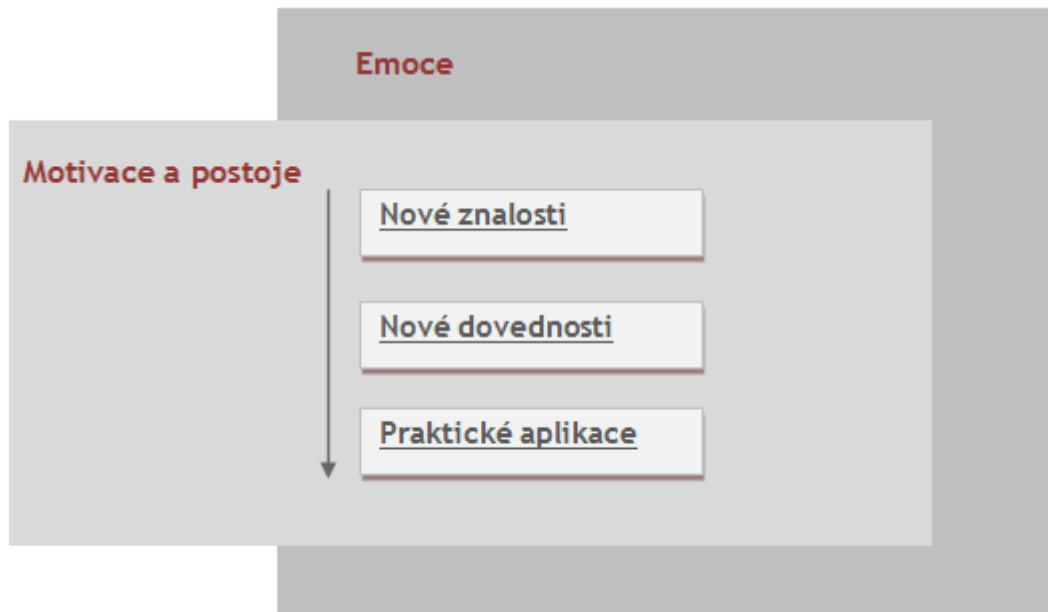 Emoce
Motivace a postoje
Nové znalosti
Nové dovednosti
Praktické aplikace